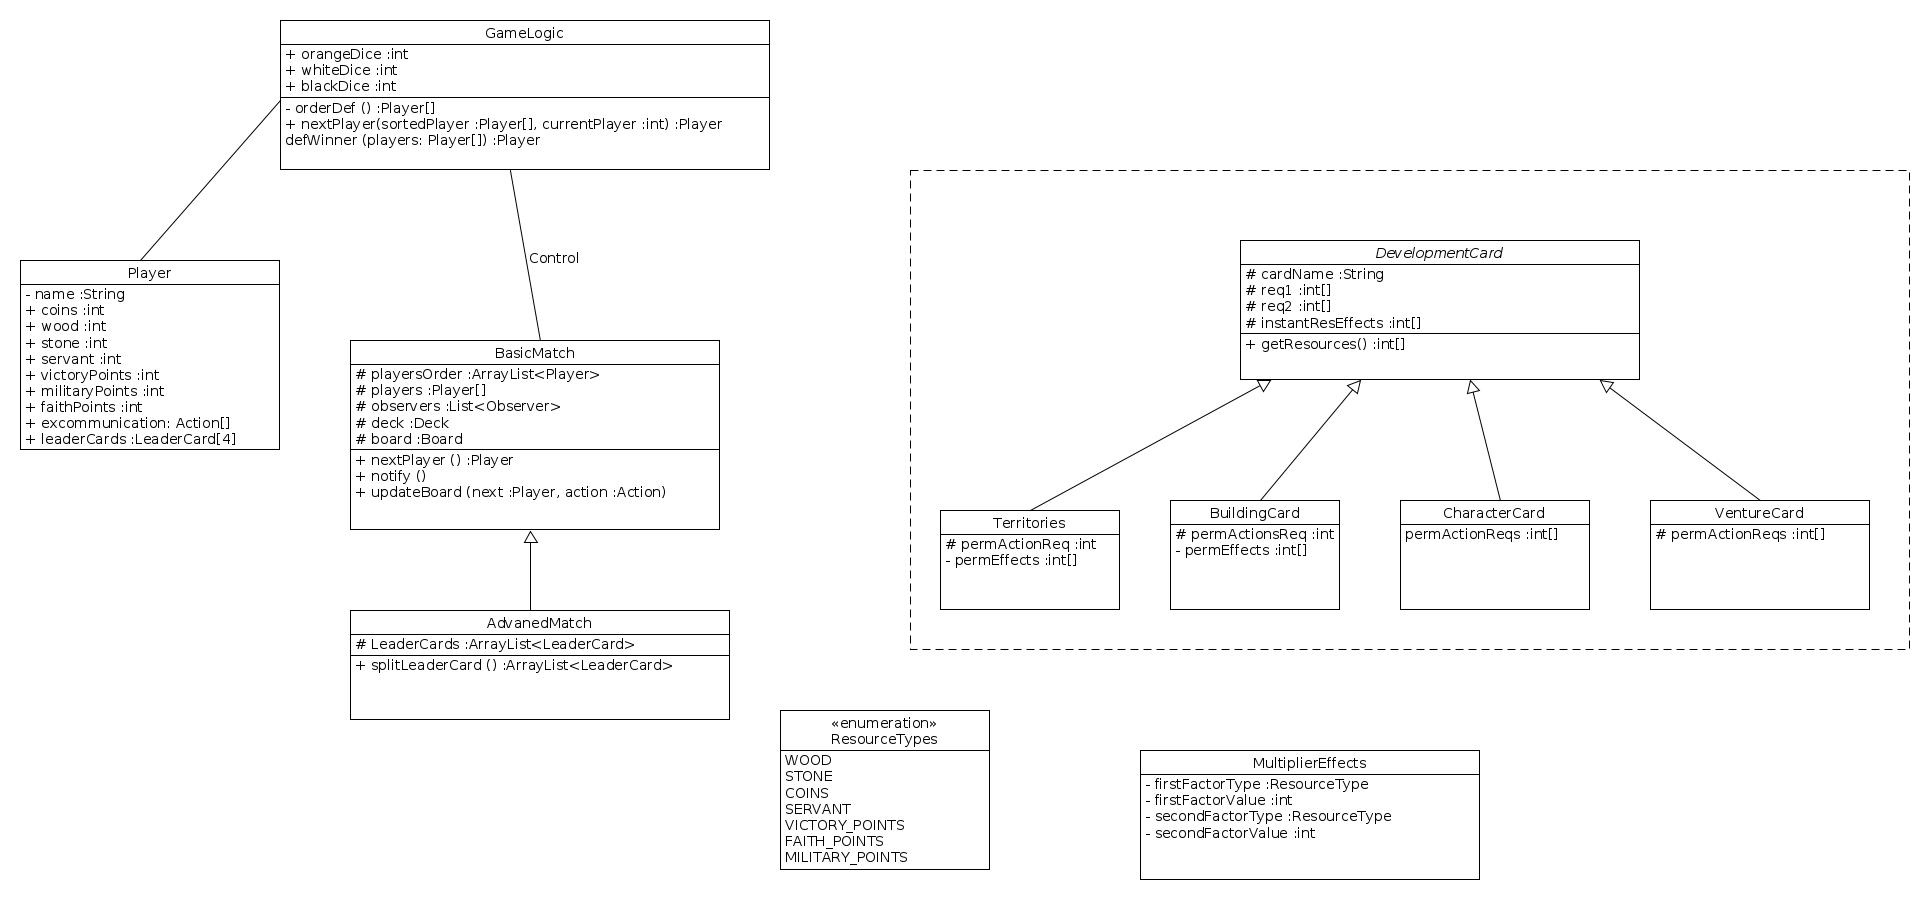 GameLogic
+ orangeDice :int
+ whiteDice :int
+ blackDice :int
- orderDef () :Player[]
+ nextPlayer(sortedPlayer :Player[], currentPlayer :int) :Player
defWinner (players: Player[]) :Player
Control
Player
- name :String
+ coins :int
+ wood :int
+ stone :int
+ servant :int
+ victoryPoints :int
+ militaryPoints :int
+ faithPoints :int
+ excommunication: Action[]
+ leaderCards :LeaderCard[4]
BasicMatch
# playersOrder :ArrayList<Player>
# players :Player[]
# observers :List<Observer>
# deck :Deck
# board :Board
+ nextPlayer () :Player
+ notify ()
+ updateBoard (next :Player, action :Action)
AdvanedMatch
# LeaderCards :ArrayList<LeaderCard>
+ splitLeaderCard () :ArrayList<LeaderCard>
DevelopmentCard
# cardName :String
# req1 :int[]
# req2 :int[]
# instantResEffects :int[]
+ getResources() :int[]
Territories
# permActionReq :int
- permEffects :int[]
BuildingCard
# permActionsReq :int
- permEffects :int[]
CharacterCard
permActionReqs :int[]
VentureCard
# permActionReqs :int[]
«enumeration»
ResourceTypes
WOOD
STONE
COINS
SERVANT
VICTORY_POINTS
FAITH_POINTS
MILITARY_POINTS
MultiplierEffects
- firstFactorType :ResourceType
- firstFactorValue :int
- secondFactorType :ResourceType
- secondFactorValue :int